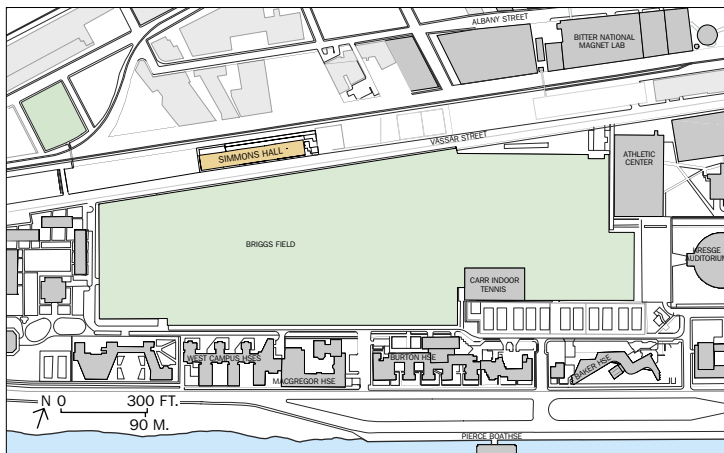 ALBANY STREET
BITTER NATIONAL
MAGNET LAB
VASSAR STREET
SIMMONS HALL
ATHLETIC
CENTER
BRIGGS FIELD
KRESGE
AUDITORIUM
CARR INDOOR
TENNIS
WEST CAMPUS HSES
BURTON HSE
BAKER HSE
MACGREGOR HSE
N 0 300 FT.
90 M.
PIERCE BOATHSE